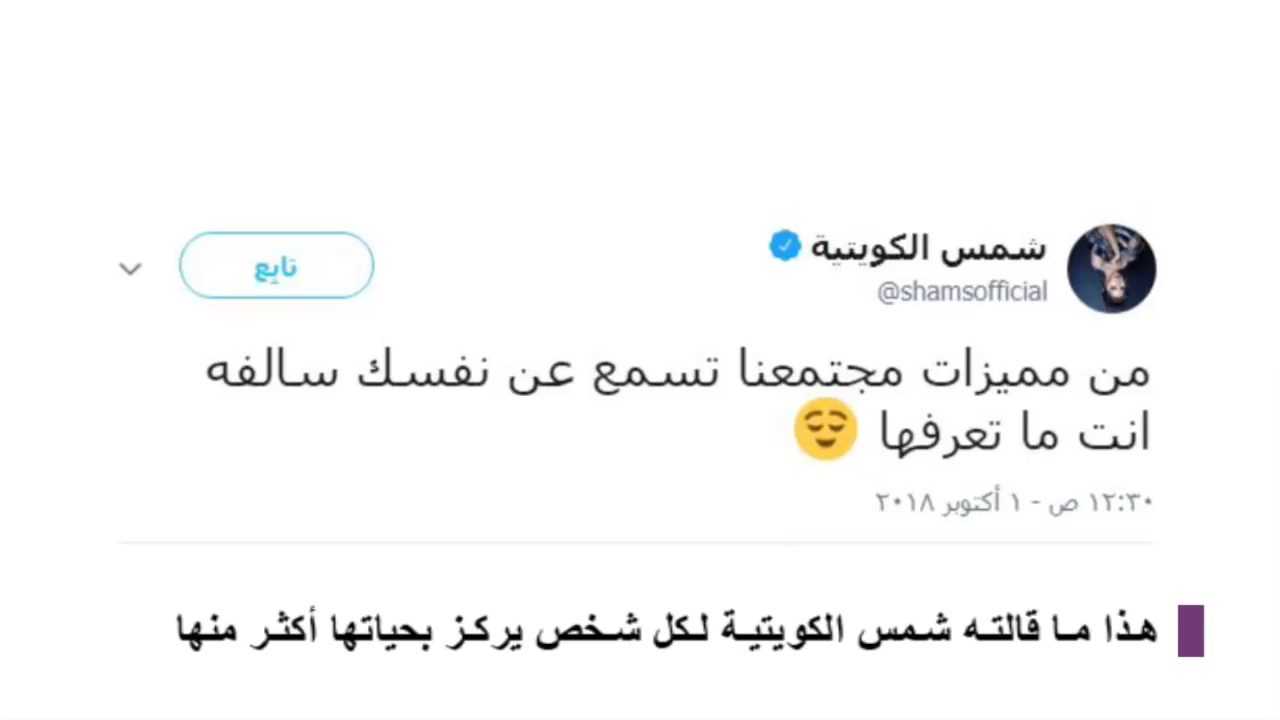 شمس الكويتية
@shamsofficial
تابِع
من مميزات مجتمعنا تسمع عن نفسك سالفه
انت ما تعرفها 😌
١٢:٣٠ ص - ١ أكتوبر ٢٠١٨
هذا ما قالته شمس الكويتية لكل شخص يركز بحياتها أكثر منها